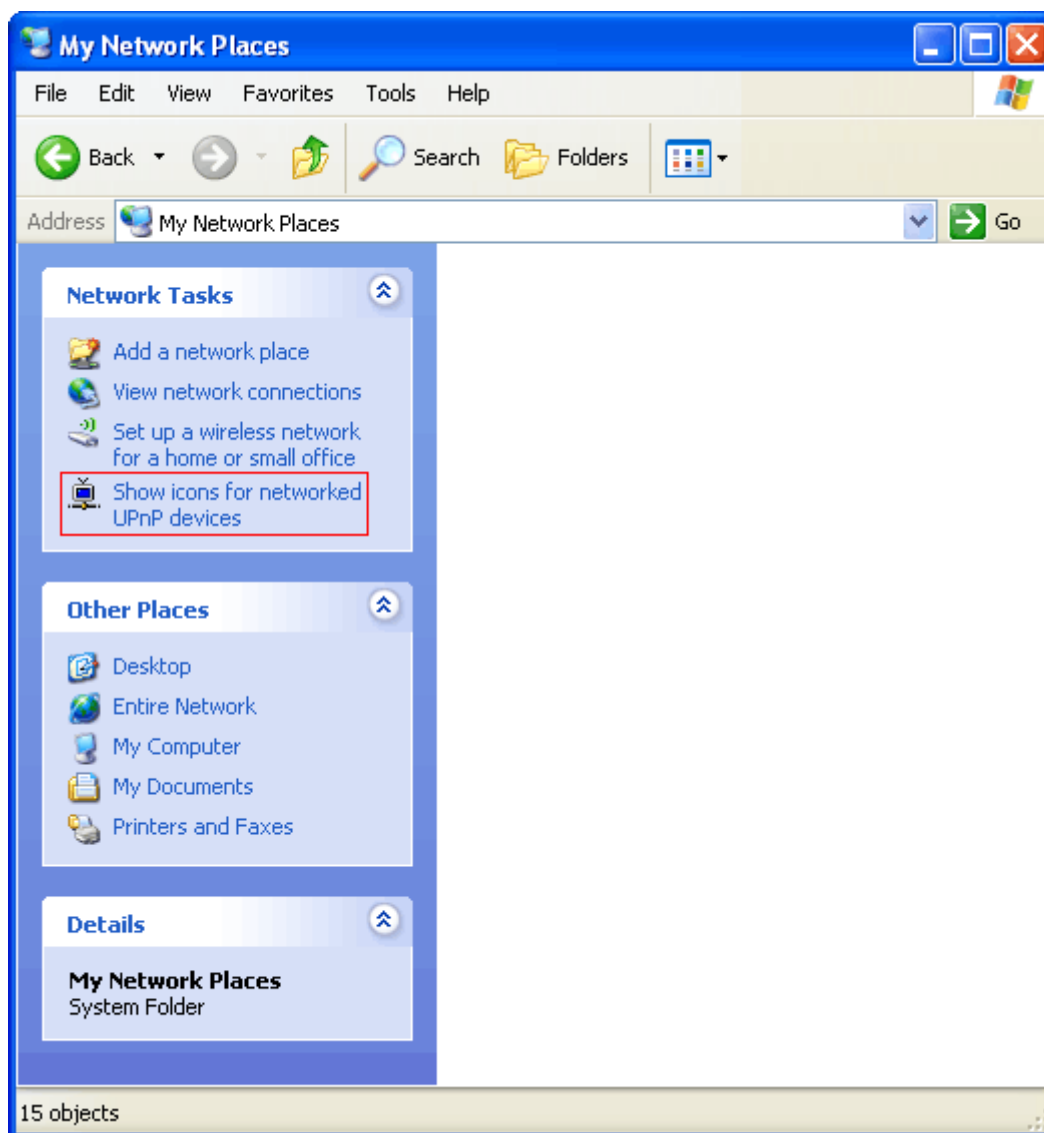 My Network Places
File Edit View Favorites Tools Help
Back Search Folders
Address My Network Places Go
Network Tasks
Add a network place
View network connections
Set up a wireless network
for a home or small office
Show icons for networked
UPnP devices
Other Places
Desktop
Entire Network
My Computer
My Documents
Printers and Faxes
Details
My Network Places
System Folder
15 objects